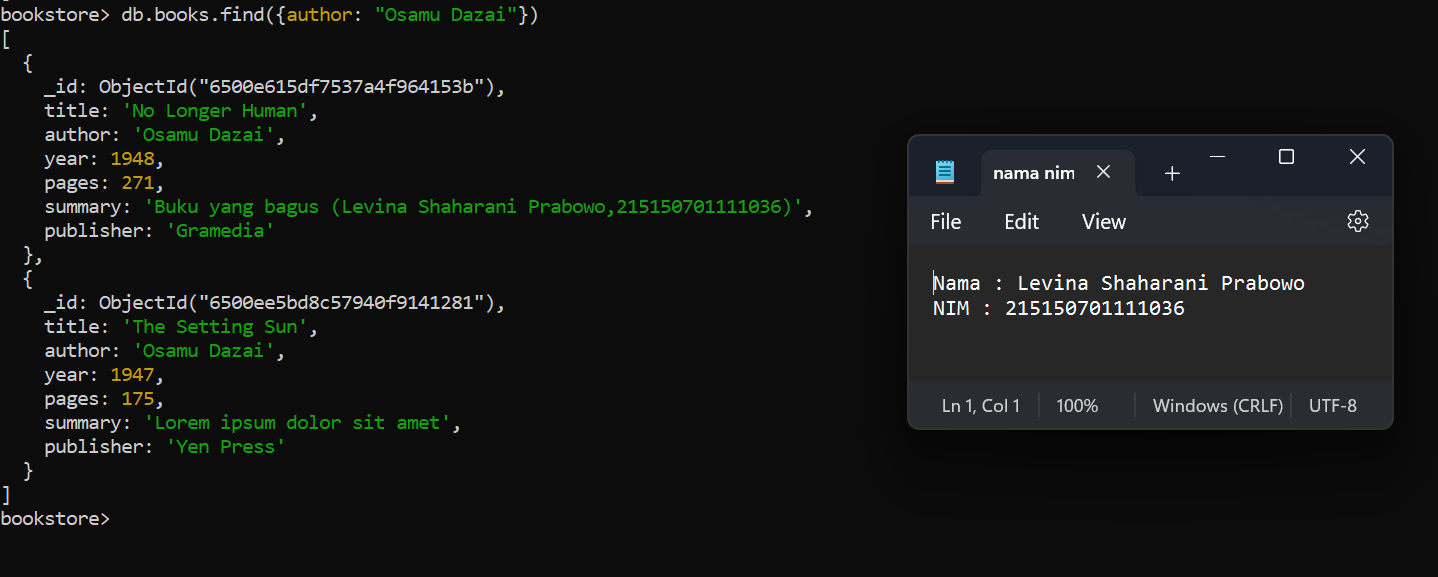 bookstore> db.books.find({author: "Osamu Dazai"})
[
  {
    _id: ObjectId("6500e615df7537a4f964153b"),
    title: 'No Longer Human',
    author: 'Osamu Dazai',
    year: 1948,
    pages: 271,
    summary: 'Buku yang bagus (Levina Shaharani Prabowo,215150701111036)',
    publisher: 'Gramedia'
  },
  {
    _id: ObjectId("6500ee5bd8c57940f9141281"),
    title: 'The Setting Sun',
    author: 'Osamu Dazai',
    year: 1947,
    pages: 175,
    summary: 'Lorem ipsum dolor sit amet',
    publisher: 'Yen Press'
  }
]
bookstore>
nama nim
File Edit View
Nama : Levina Shaharani Prabowo
NIM : 215150701111036
Ln 1, Col 1 100% Windows (CRLF) UTF-8